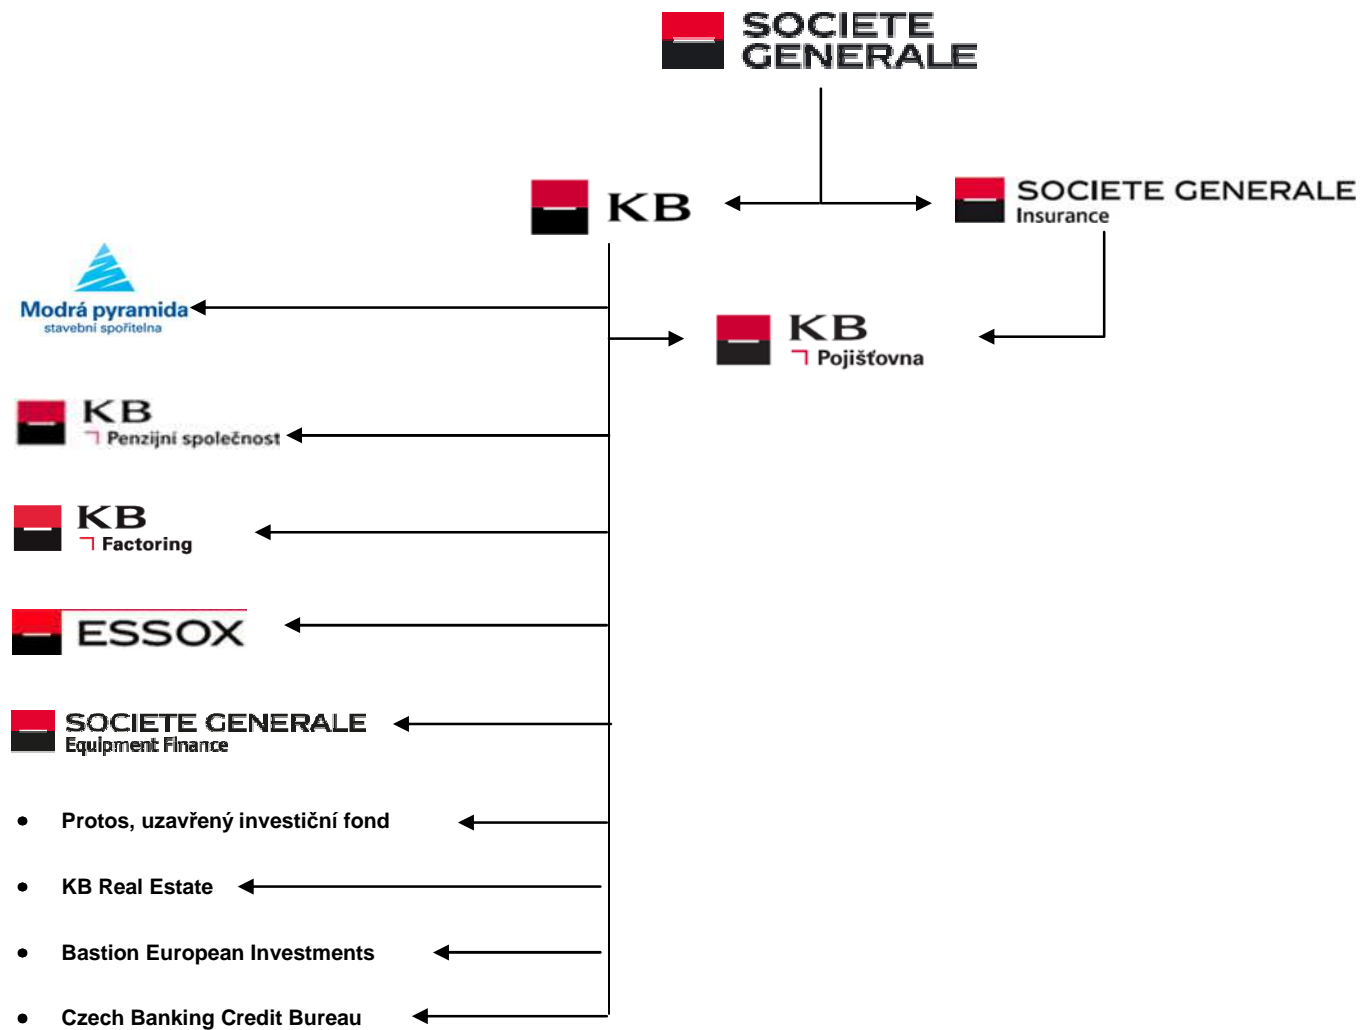 SOCIETE
GENERALE
KB
SOCIETE GENERALE
Insurance
Modrá pyramida
stavební spořitelna
KB
Pojišťovna
KB
Penzijní společnost
KB
Factoring
ESSOX
SOCIETE GENERALE
Equipment Finance
• Protos, uzavřený investiční fond
• KB Real Estate
• Bastion European Investments
• Czech Banking Credit Bureau